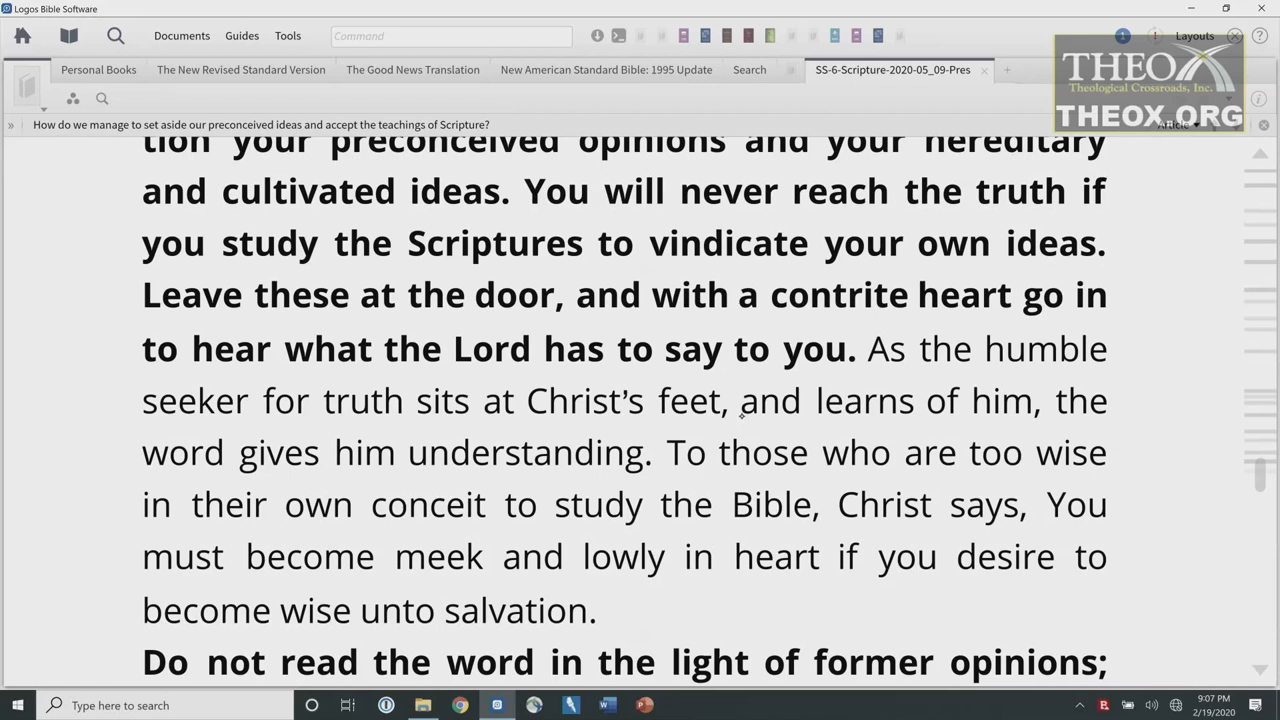 Logos Bible Software
Documents Guides Tools Command 1 Layouts
THEOX
Theological Crossroads, Inc.
THEOX.ORG
Personal Books The New Revised Standard Version The Good News Translation New American Standard Bible: 1995 Update Search SS-6-Scripture-2020-05_09-Pres
How do we manage to set aside our preconceived ideas and accept the teachings of Scripture? Article
tion your preconceived opinions and your hereditary
and cultivated ideas. You will never reach the truth if
you study the Scriptures to vindicate your own ideas.
Leave these at the door, and with a contrite heart go in
to hear what the Lord has to say to you. As the humble
seeker for truth sits at Christ's feet, and learns of him, the
word gives him understanding. To those who are too wise
in their own conceit to study the Bible, Christ says, You
must become meek and lowly in heart if you desire to
become wise unto salvation.
Do not read the word in the light of former opinions;
Type here to search
9:07 PM
2/19/2020